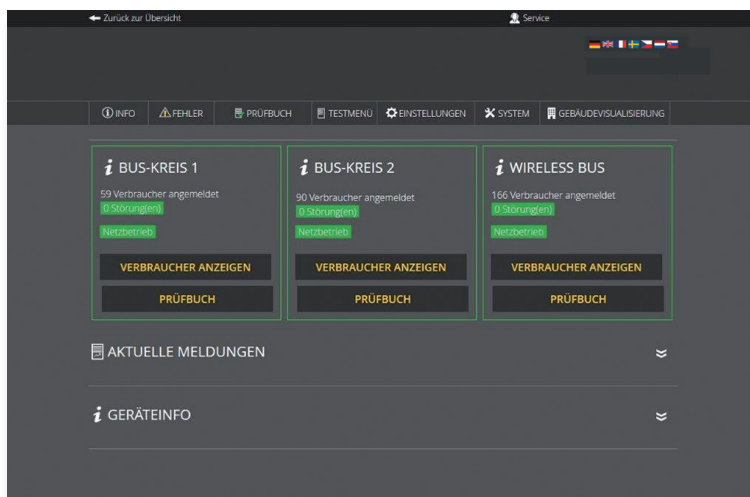 Zurück zur Übersicht
Service
INFO
FEHLER
PRÜFBUCH
TESTMENÜ
EINSTELLUNGEN
SYSTEM
GEBÄUDEVISUALISIERUNG
BUS-KREIS 1
59 Verbraucher angemeldet
0 Störung(en)
Netzbetrieb
VERBRAUCHER ANZEIGEN
PRÜFBUCH
BUS-KREIS 2
90 Verbraucher angemeldet
0 Störung(en)
Netzbetrieb
VERBRAUCHER ANZEIGEN
PRÜFBUCH
WIRELESS BUS
166 Verbraucher angemeldet
0 Störung(en)
Netzbetrieb
VERBRAUCHER ANZEIGEN
PRÜFBUCH
AKTUELLE MELDUNGEN
GERÄTEINFO